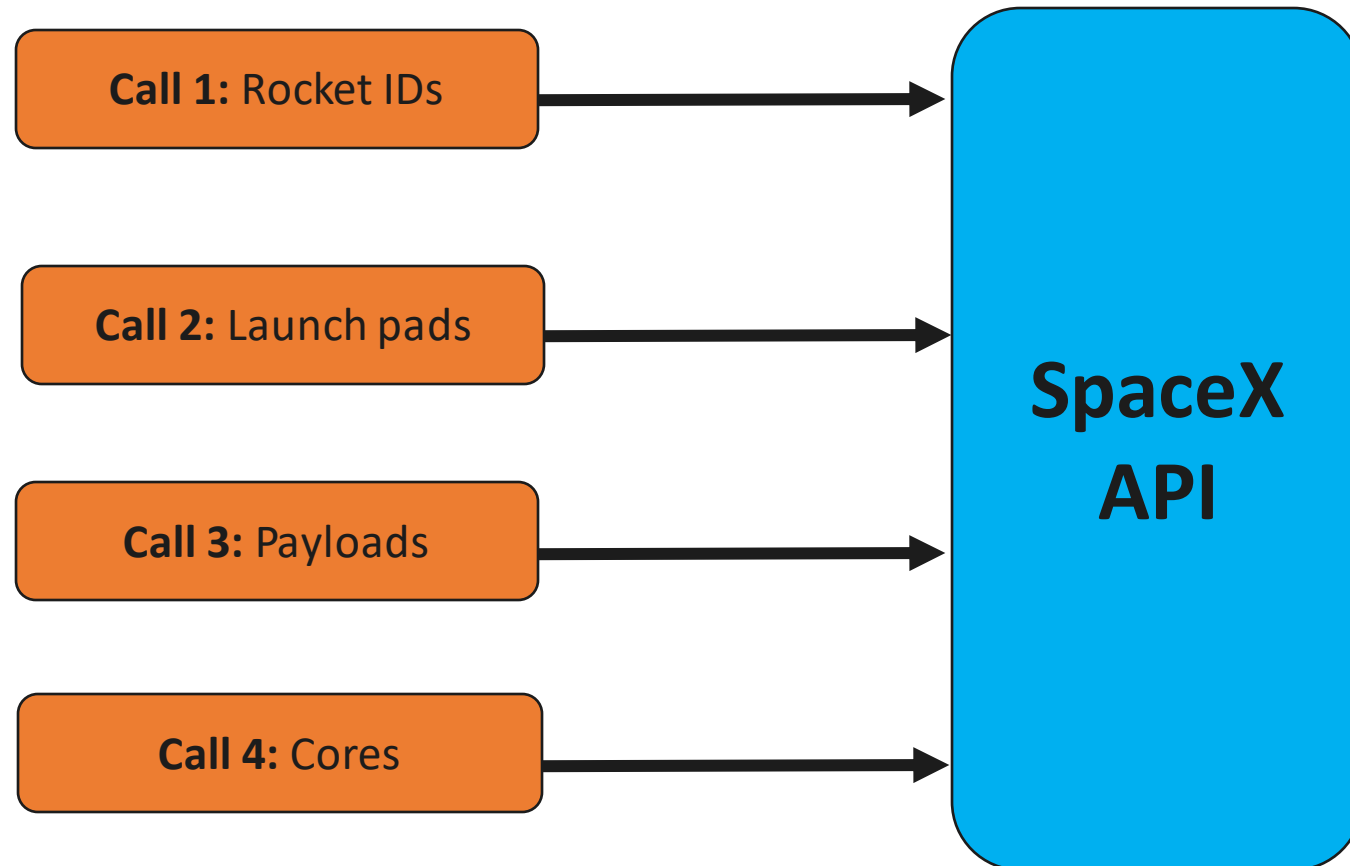 Call 1: Rocket IDs
Call 2: Launch pads
SpaceX
API
Call 3: Payloads
Call 4: Cores